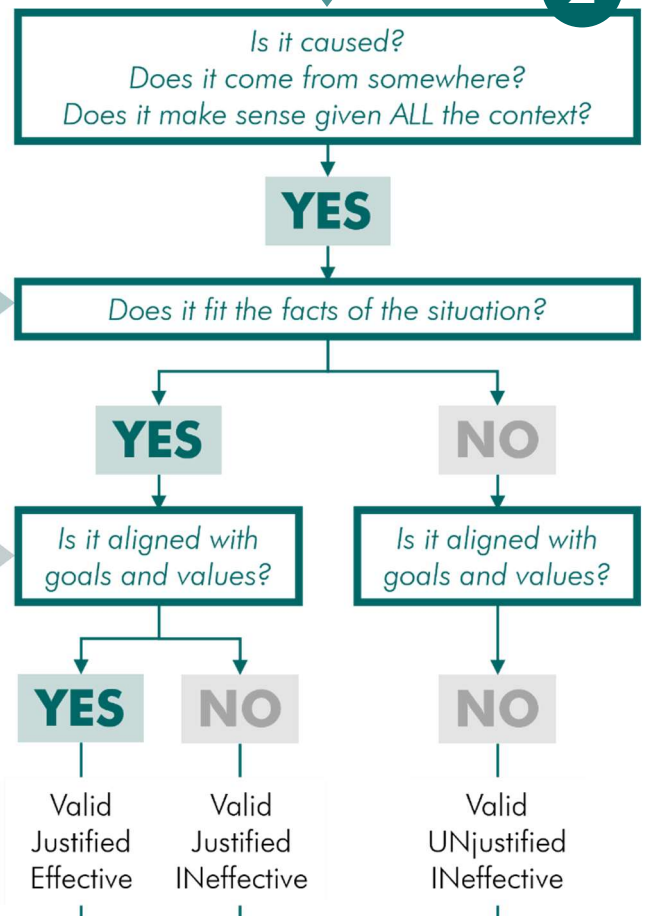 Is it caused?
Does it come from somewhere?
Does it make sense given ALL the context?
YES
Does it fit the facts of the situation?
YES
NO
Is it aligned with
goals and values?
Is it aligned with
goals and values?
YES
NO
NO
Valid
Justified
Effective
Valid
Justified
INeffective
Valid
UNjustified
INeffective